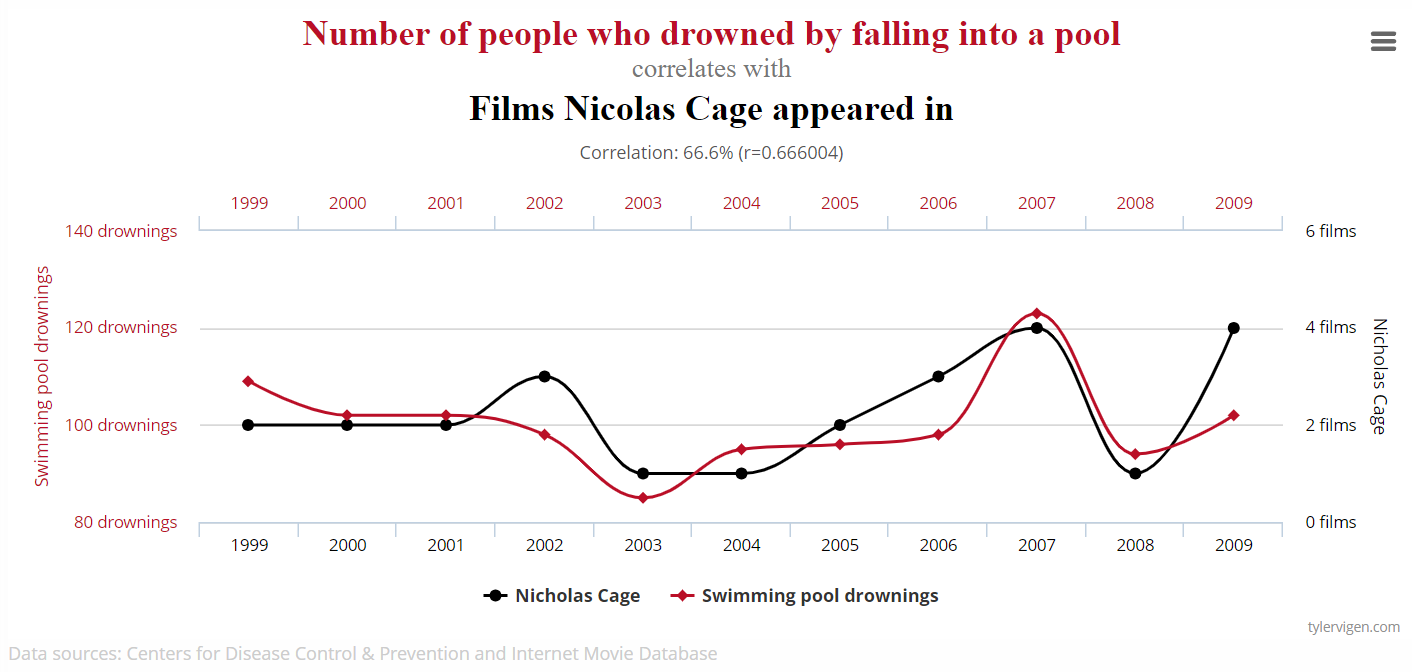 Number of people who drowned by falling into a pool
correlates with
Films Nicolas Cage appeared in
Correlation: 66.6% (r=0.666004)
1999 2000 2001 2002 2003 2004 2005 2006 2007 2008 2009
140 drownings 6 films
120 drownings 4 films
100 drownings 2 films
80 drownings 0 films
Swimming pool drownings
Nicholas Cage
1999 2000 2001 2002 2003 2004 2005 2006 2007 2008 2009
Nicholas Cage Swimming pool drownings
tylervigen.com
Data sources: Centers for Disease Control & Prevention and Internet Movie Database